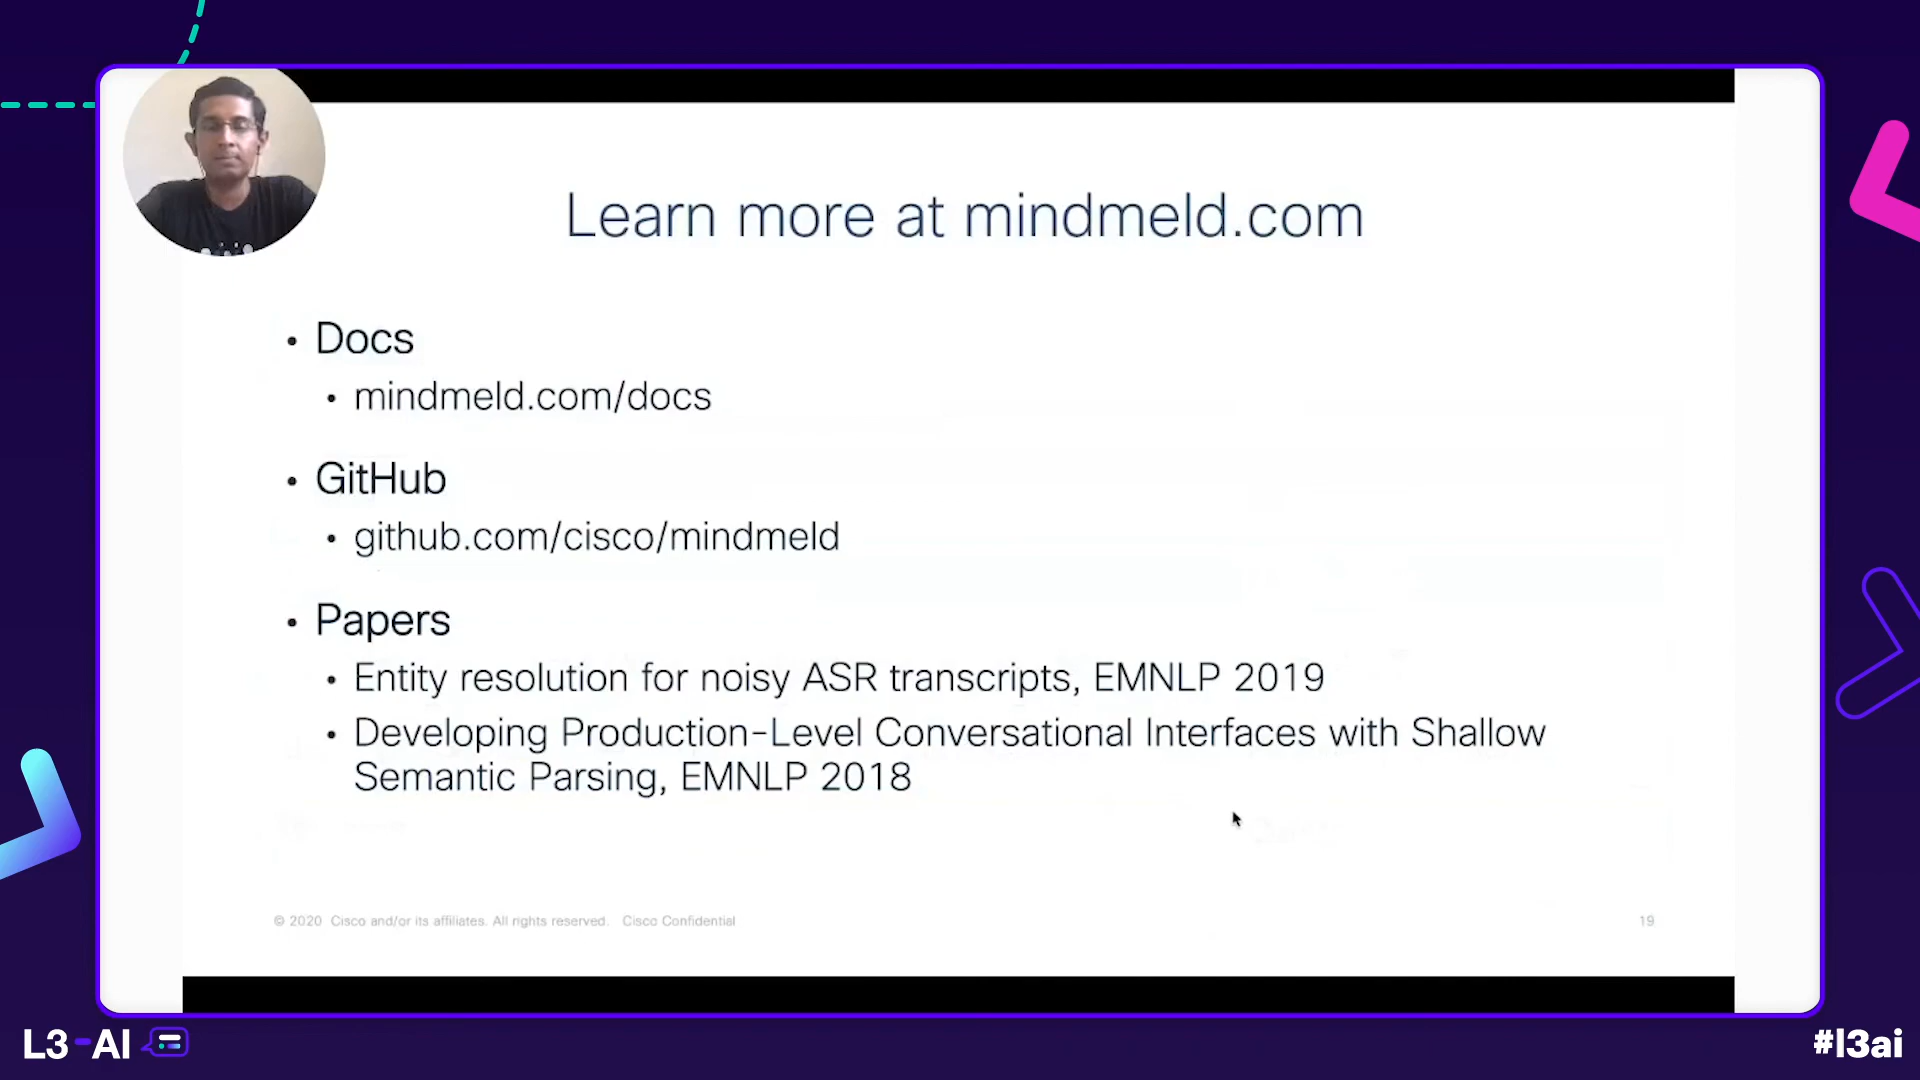 Learn more at mindmeld.com
• Docs
• mindmeld.com/docs
• GitHub
• github.com/cisco/mindmeld
• Papers
• Entity resolution for noisy ASR transcripts, EMNLP 2019
• Developing Production-Level Conversational Interfaces with Shallow
Semantic Parsing, EMNLP 2018
© 2020 Cisco and/or its affiliates. All rights reserved. Cisco Confidential
19
L3-AI
#l3ai